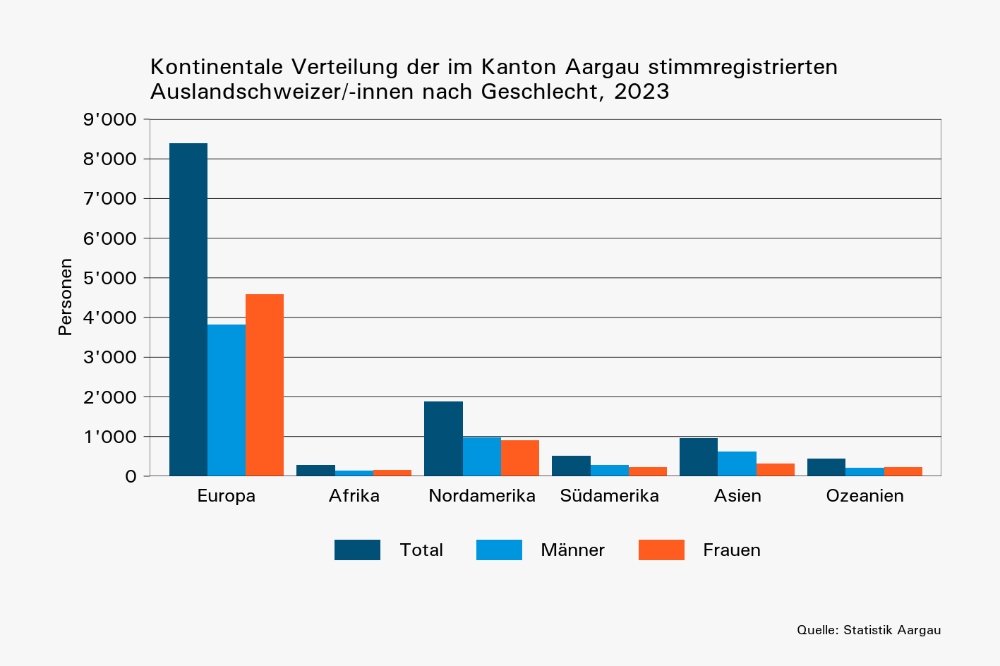 Kontinentale Verteilung der im Kanton Aargau stimmregistrierten
Auslandschweizer/-innen nach Geschlecht, 2023
9'000
8'000
7'000
6'000
5'000
4'000
3'000
2'000
1'000
0
Personen
Europa Afrika Nordamerika Südamerika Asien Ozeanien
Total Männer Frauen
Quelle: Statistik Aargau